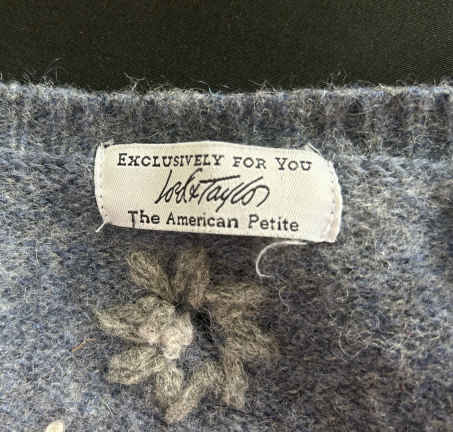 EXCLUSIVELY FOR YOU
Lord & Taylor
The American Petite